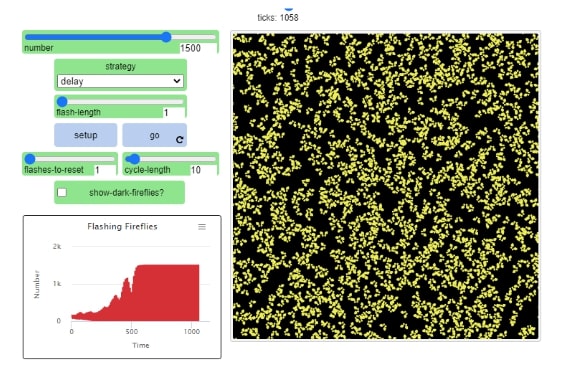 ticks: 1058
number 1500
strategy
delay
flash-length 1
setup go
flashes-to-reset 1 cycle-length 10
show-dark-fireflies?
Flashing Fireflies
2k
1k
0
Number
0 500 1000
Time